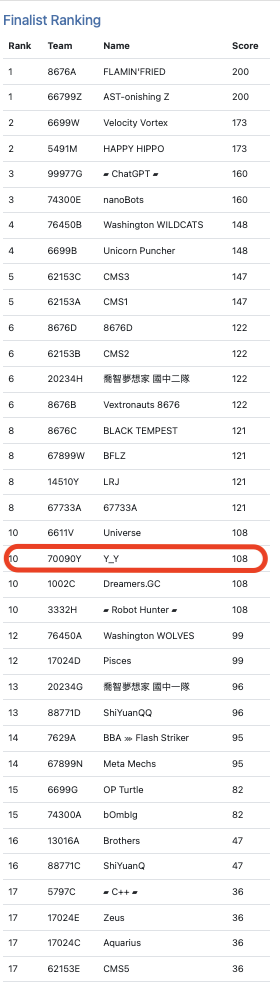 Finalist Ranking
Rank Team Name Score
1 8676A FLAMIN'FRIED 200
1 66799Z AST-onishing Z 200
2 6699W Velocity Vortex 173
2 5491M HAPPY HIPPO 173
3 99977G ▰ ChatGPT ▰ 160
3 74300E nanoBots 160
4 76450B Washington WILDCATS 148
4 6699B Unicorn Puncher 148
5 62153C CMS3 147
5 62153A CMS1 147
6 8676D 8676D 122
6 62153B CMS2 122
6 20234H 喬智夢想家 國中二隊 122
6 8676B Vextronauts 8676 122
8 8676C BLACK TEMPEST 121
8 67899W BFLZ 121
8 14510Y LRJ 121
8 67733A 67733A 121
10 6611V Universe 108
10 70090Y Y_Y 108
10 1002C Dreamers.GC 108
10 3332H ▰ Robot Hunter ▰ 108
12 76450A Washington WOLVES 99
12 17024D Pisces 99
13 20234G 喬智夢想家 國中一隊 96
13 88771D ShiYuanQQ 96
14 7629A BBA ⋙ Flash Striker 95
14 67899N Meta Mechs 95
15 6699G OP Turtle 82
15 74300A bOmbIg 82
16 13016A Brothers 47
16 88771C ShiYuanQ 47
17 5797C ▰ C++ ▰ 36
17 17024E Zeus 36
17 17024C Aquarius 36
17 62153E CMS5 36